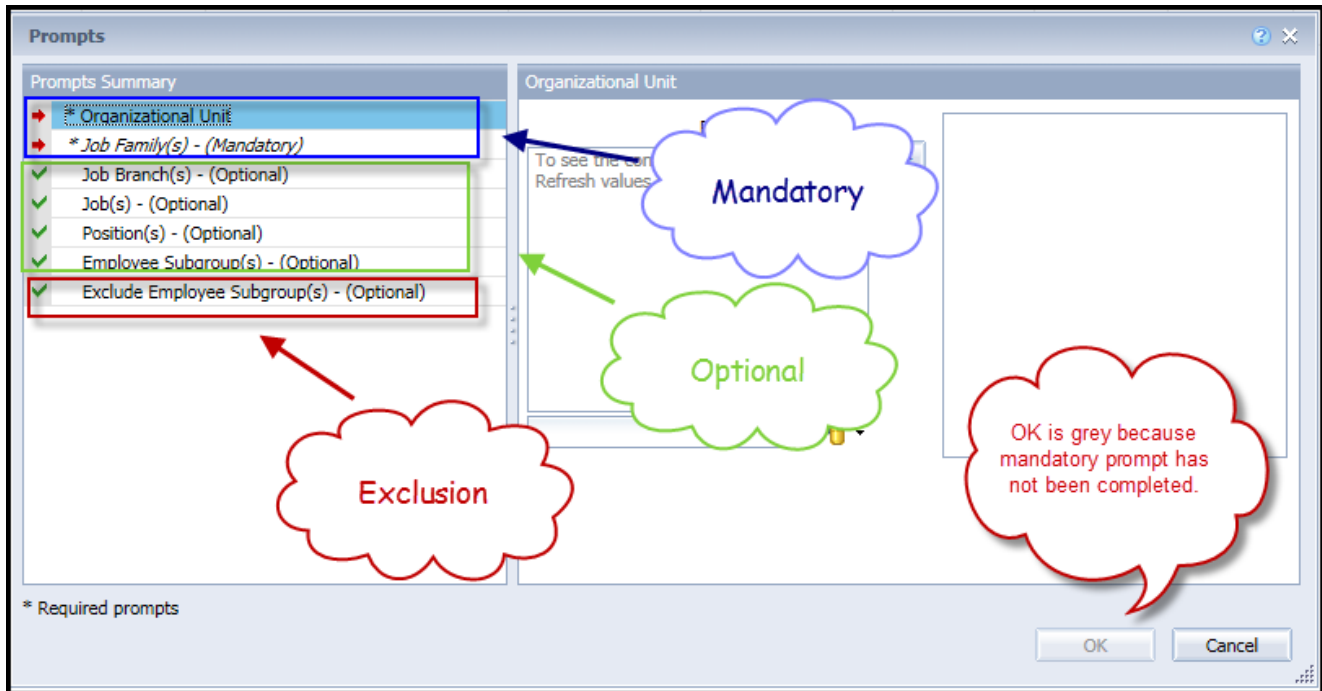 Prompts
Prompts Summary
* Organizational Unit
* Job Family(s) - (Mandatory)
Job Branch(s) - (Optional)
Job(s) - (Optional)
Position(s) - (Optional)
Employee Subgroup(s) - (Optional)
Exclude Employee Subgroup(s) - (Optional)
Organizational Unit
To see the
Refresh values
Mandatory
Optional
Exclusion
OK is grey because
mandatory prompt has
not been completed.
* Required prompts
OK
Cancel